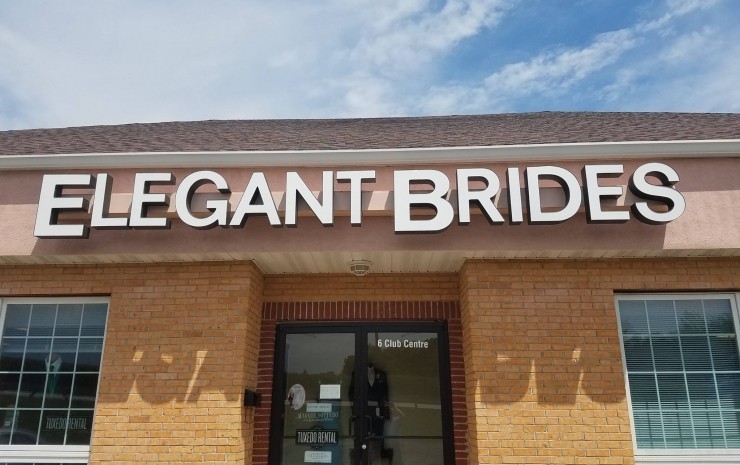 ELEGANT BRIDES
6 Club Centre
TUXEDO RENTAL
TUXEDO RENTAL